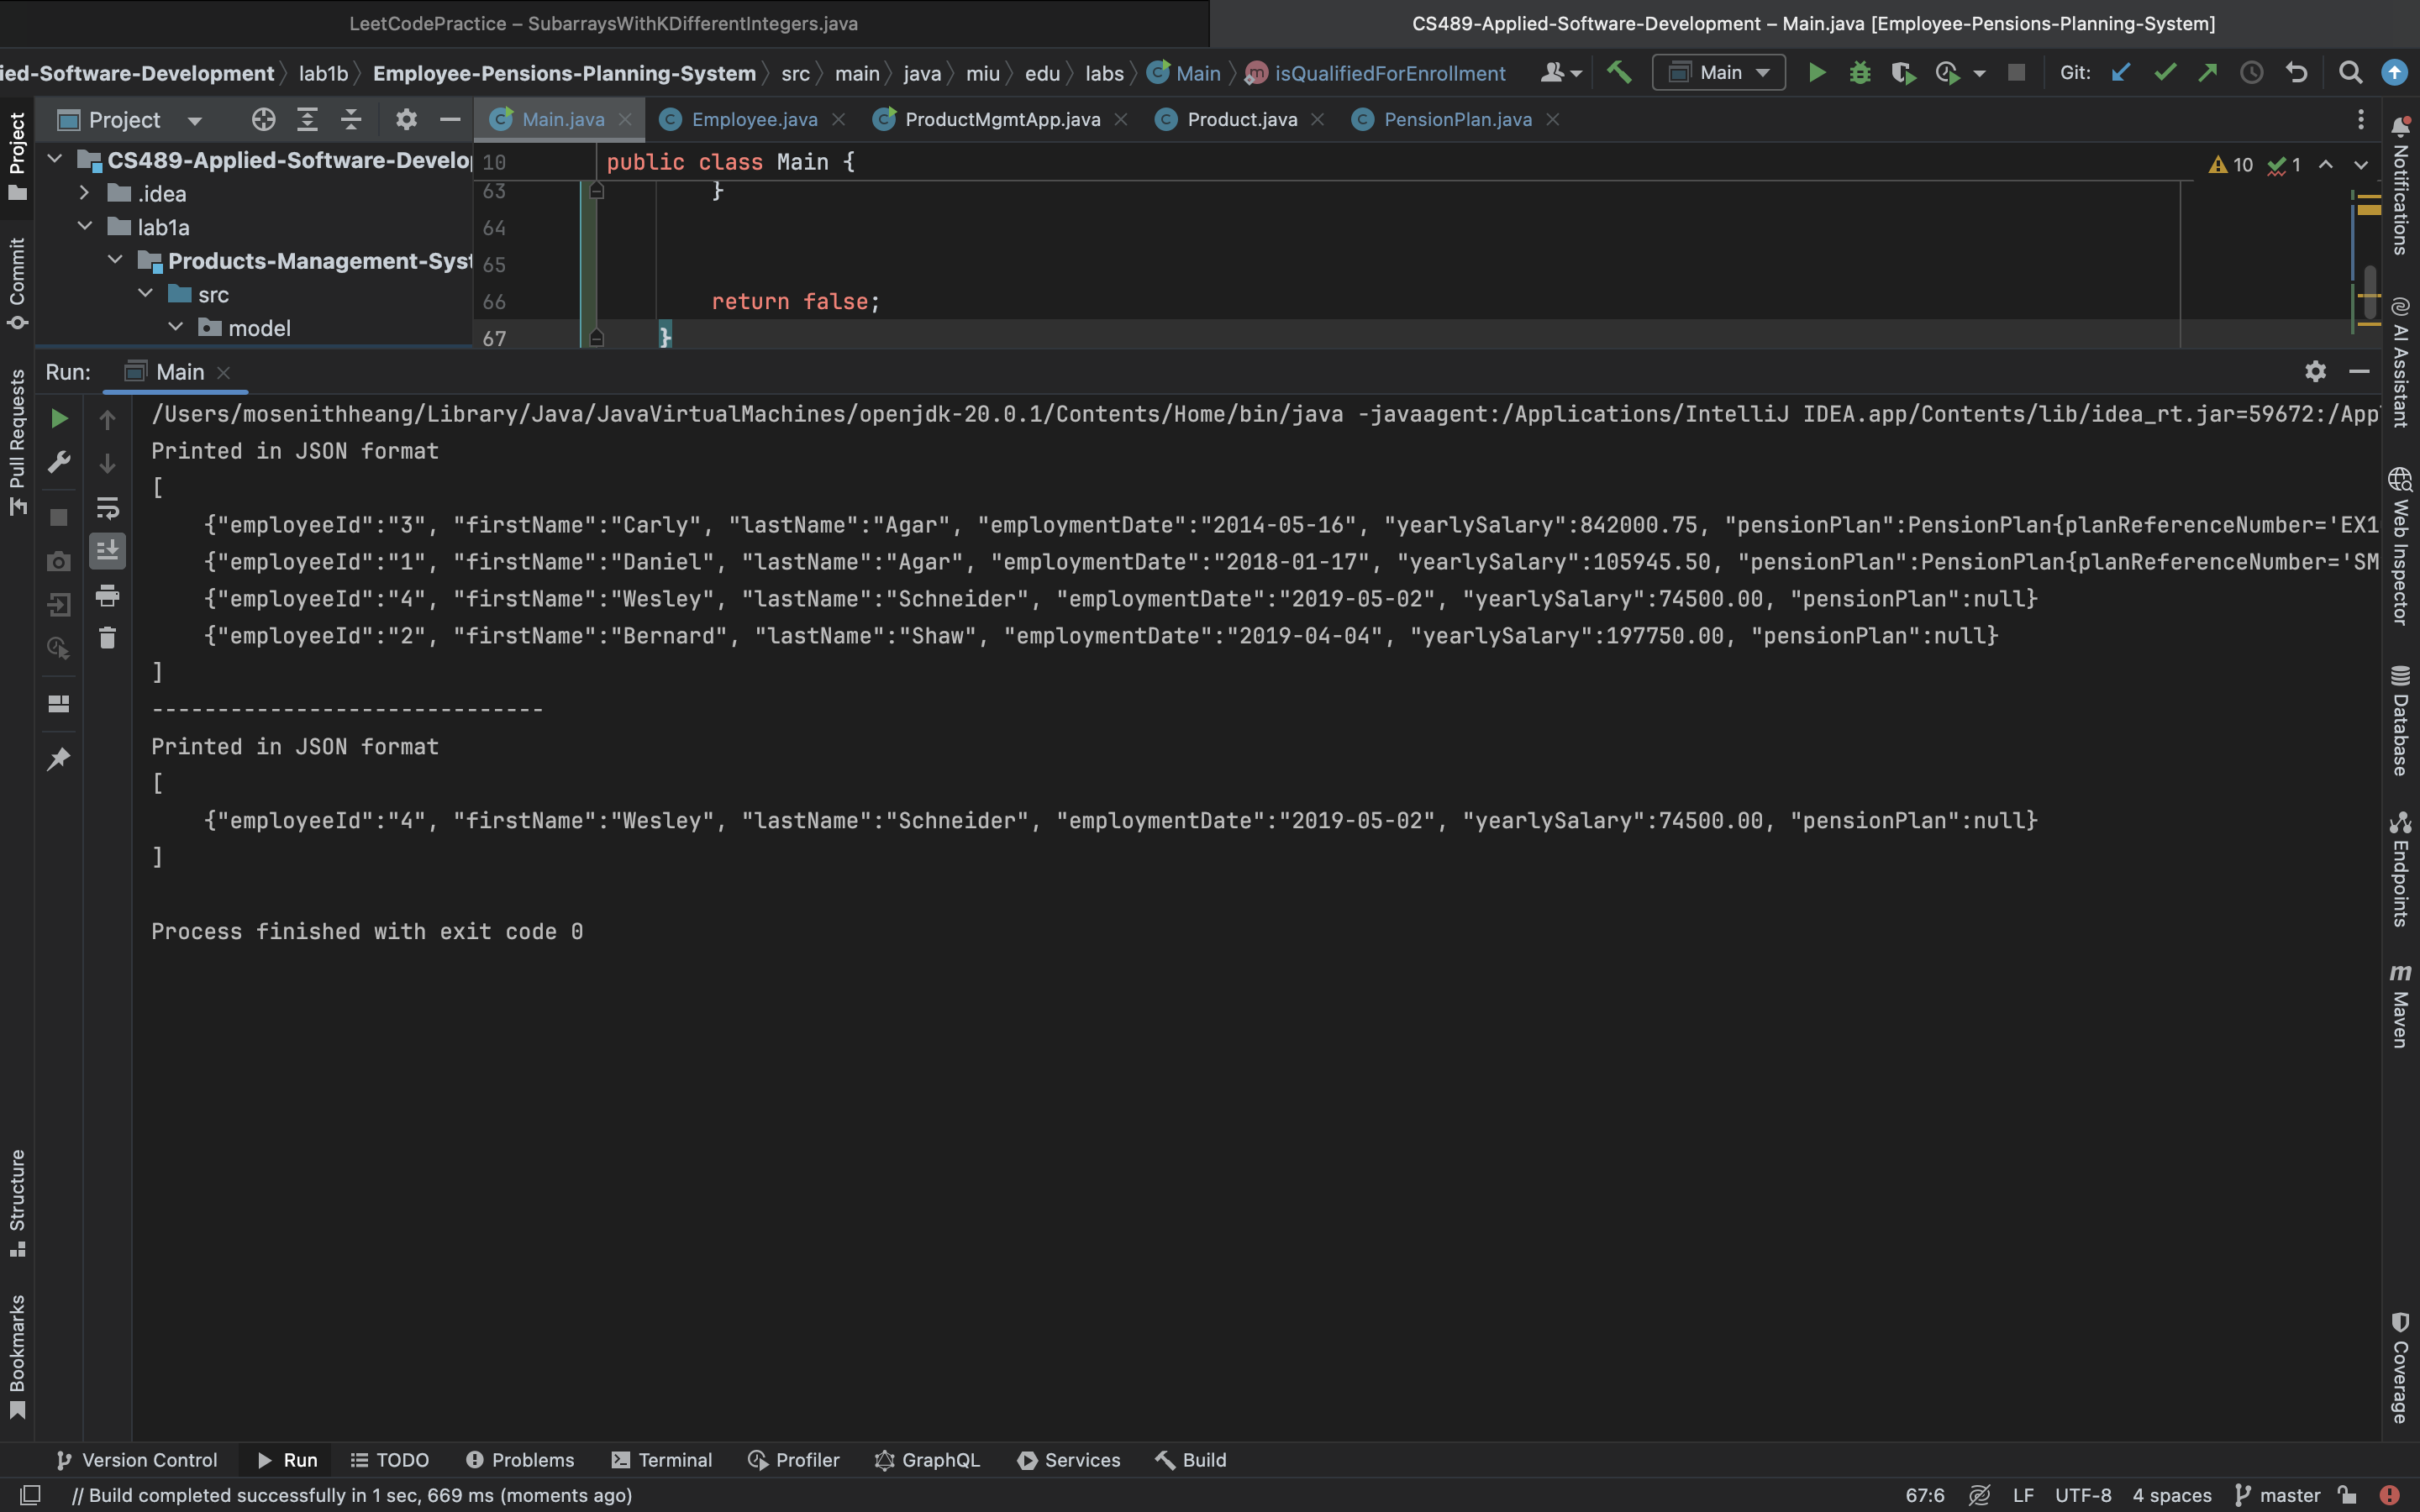 LeetCodePractice – SubarraysWithKDifferentIntegers.java
CS489-Applied-Software-Development – Main.java [Employee-Pensions-Planning-System]
ied-Software-Development lab1b Employee-Pensions-Planning-System src main java miu edu labs Main isQualifiedForEnrollment Main Git:
Project
Main.java Employee.java ProductMgmtApp.java Product.java PensionPlan.java
CS489-Applied-Software-Develo
.idea
lab1a
Products-Management-Syst
src
model
10 public class Main {
10 1
63 }
64
65
66 return false;
67 }
Run: Main
/Users/mosenithheang/Library/Java/JavaVirtualMachines/openjdk-20.0.1/Contents/Home/bin/java -javaagent:/Applications/IntelliJ IDEA.app/Contents/lib/idea_rt.jar=59672:/App
Printed in JSON format
[
{"employeeId":"3", "firstName":"Carly", "lastName":"Agar", "employmentDate":"2014-05-16", "yearlySalary":842000.75, "pensionPlan":PensionPlan{planReferenceNumber='EX1
{"employeeId":"1", "firstName":"Daniel", "lastName":"Agar", "employmentDate":"2018-01-17", "yearlySalary":105945.50, "pensionPlan":PensionPlan{planReferenceNumber='SM
{"employeeId":"4", "firstName":"Wesley", "lastName":"Schneider", "employmentDate":"2019-05-02", "yearlySalary":74500.00, "pensionPlan":null}
{"employeeId":"2", "firstName":"Bernard", "lastName":"Shaw", "employmentDate":"2019-04-04", "yearlySalary":197750.00, "pensionPlan":null}
]
------------------------------
Printed in JSON format
[
{"employeeId":"4", "firstName":"Wesley", "lastName":"Schneider", "employmentDate":"2019-05-02", "yearlySalary":74500.00, "pensionPlan":null}
]
Process finished with exit code 0
Project
Commit
Pull Requests
Structure
Bookmarks
Notifications
AI Assistant
Web Inspector
Database
Endpoints
m Maven
Coverage
Version Control Run TODO Problems Terminal Profiler GraphQL Services Build
// Build completed successfully in 1 sec, 669 ms (moments ago)
67:6 LF UTF-8 4 spaces master